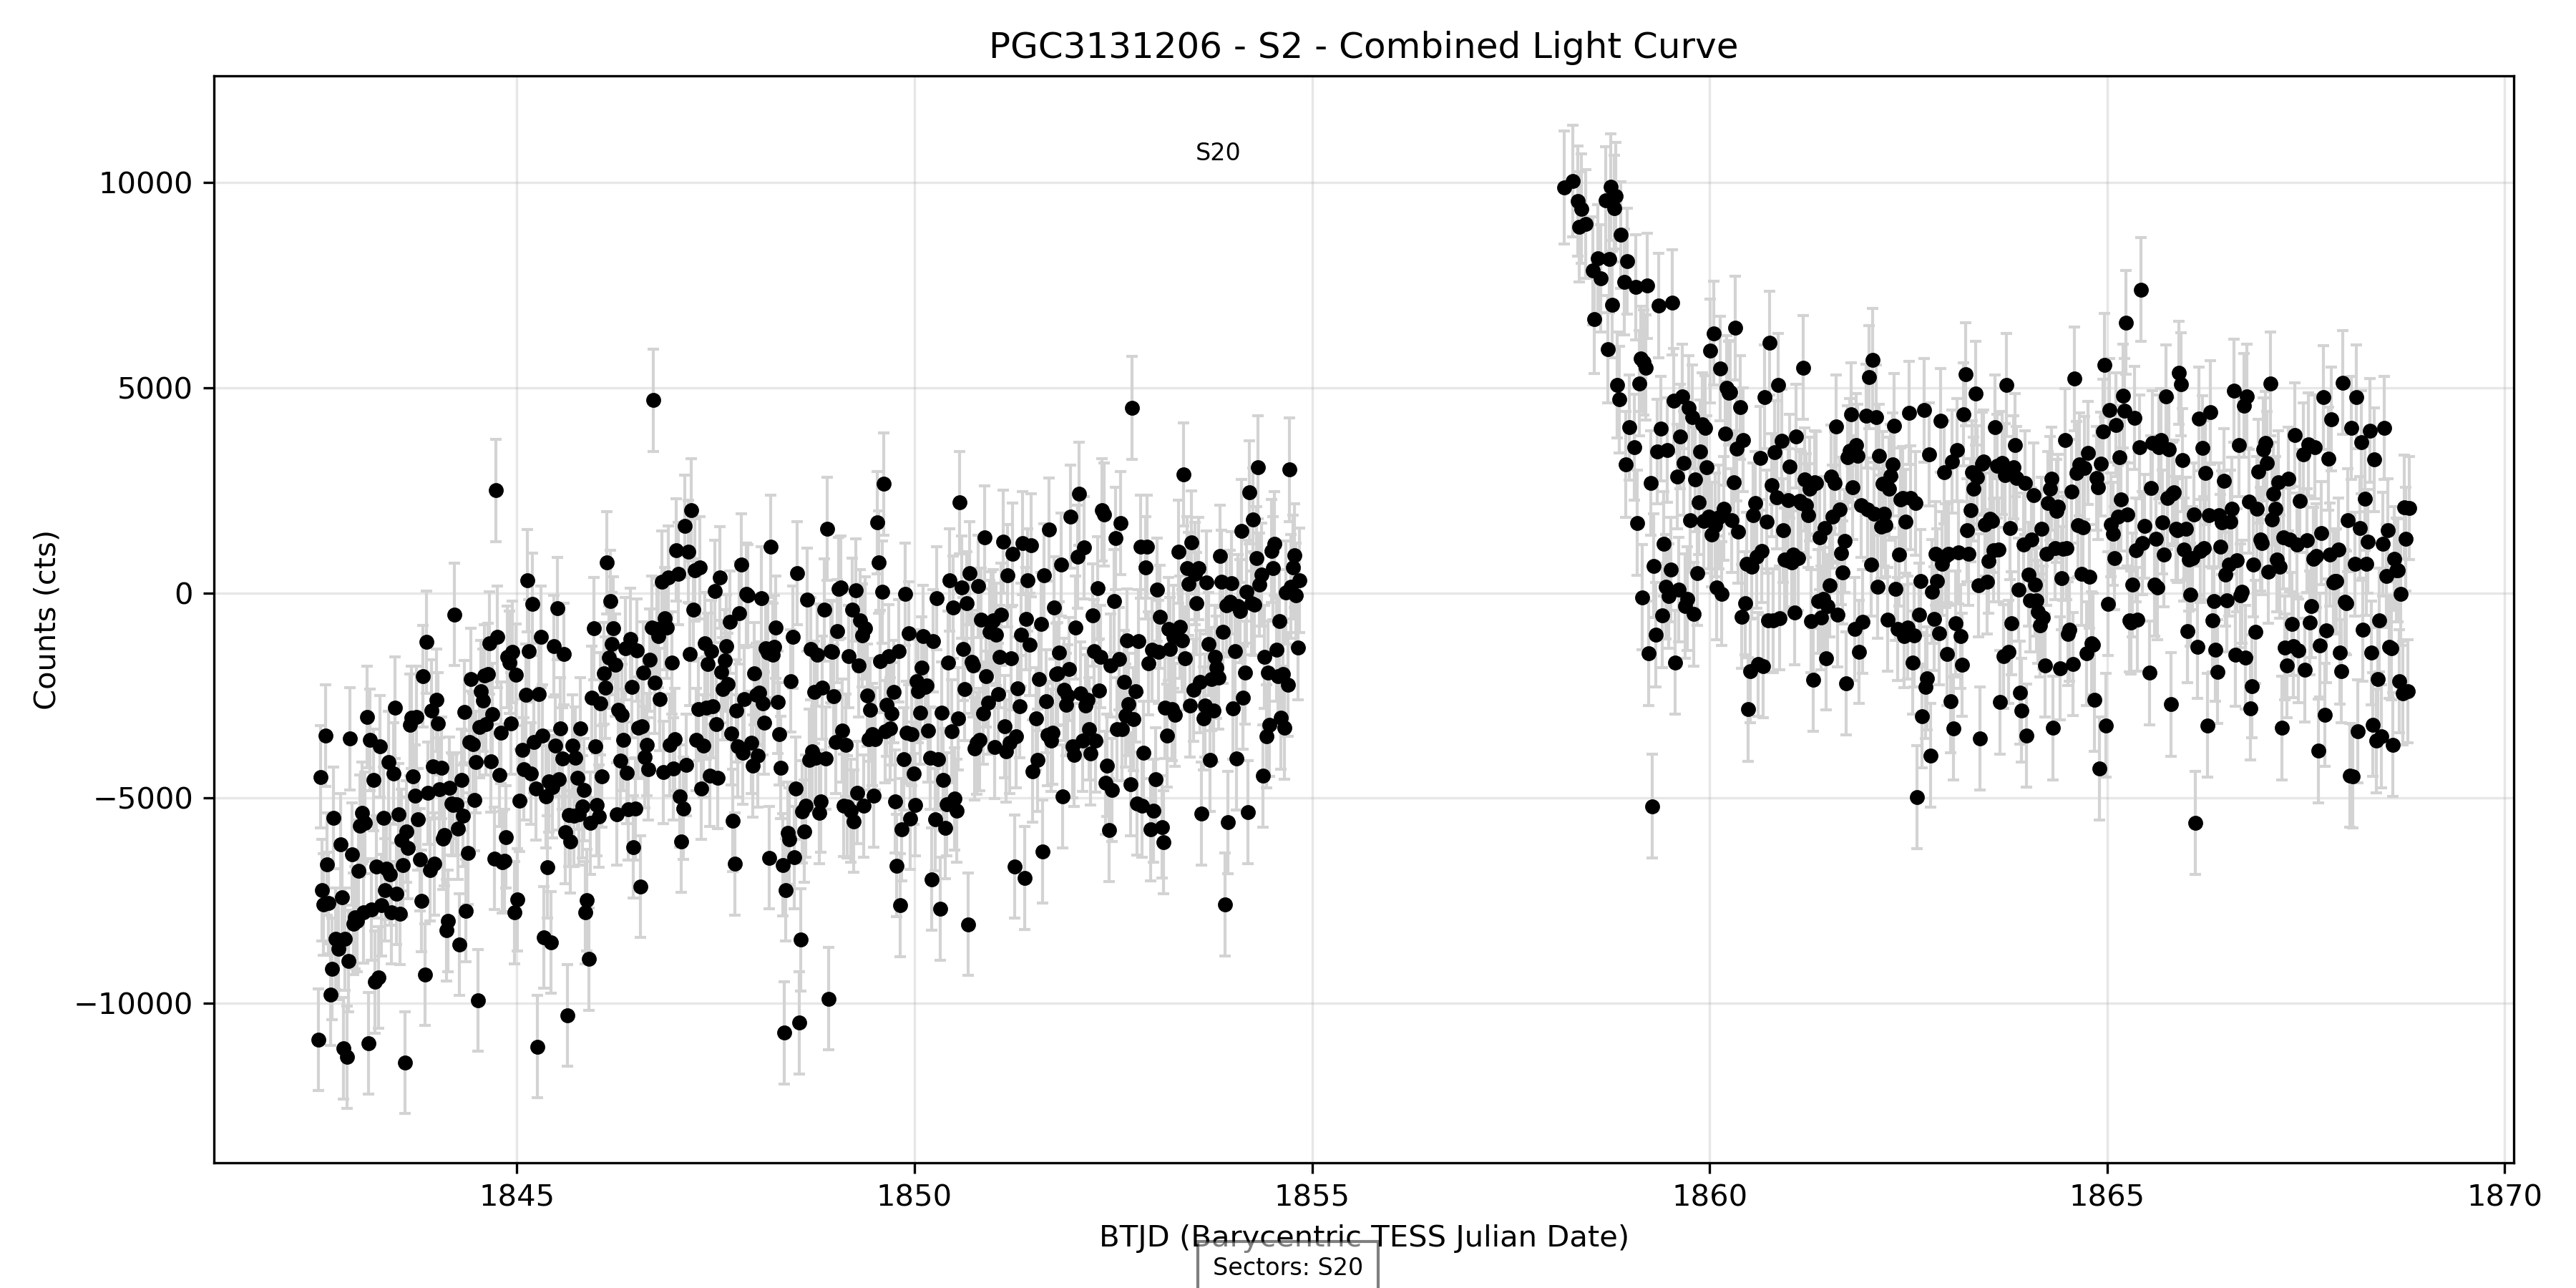 PGC3131206 - S2 - Combined Light Curve
S20
10000
5000
0
−5000
−10000
Counts (cts)
1845 1850 1855 1860 1865 1870
BTJD (Barycentric TESS Julian Date)
Sectors: S20